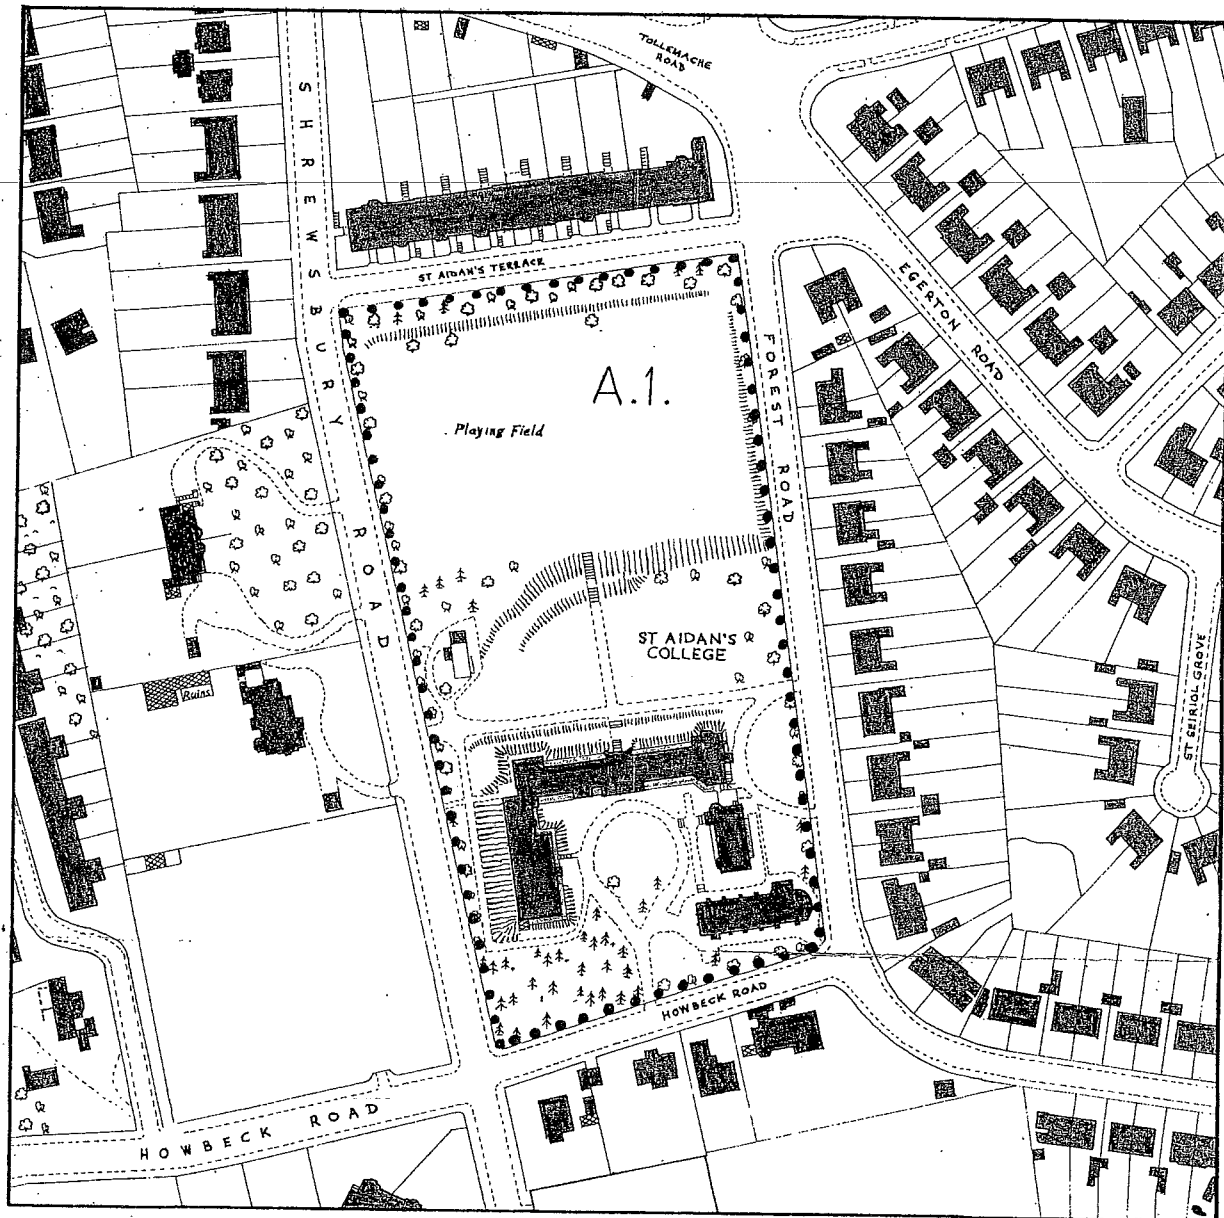 TOLLEMACHE
ROAD
SHREWSBURY ROAD
ST AIDAN'S TERRACE
EGERTON ROAD
FOREST ROAD
A.1.
Playing Field
ST AIDAN'S
COLLEGE
Ruins
ST SEIRIOL GROVE
HOWBECK ROAD
HOWBECK ROAD